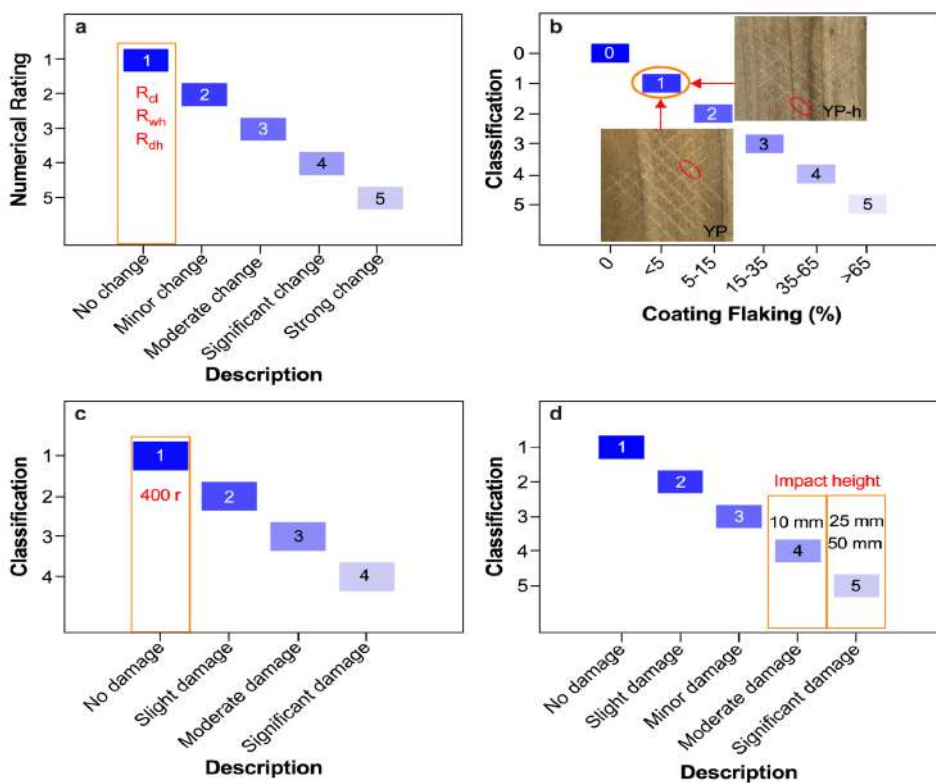 a
Numerical Rating
1
2
3
4
5
1
R_cl
R_wh
R_dh
2
3
4
5
No change
Minor change
Moderate change
Significant change
Strong change
Description
b
Classification
0
1
2
3
4
5
0
1
2
3
4
5
YP-h
YP
0
<5
5-15
15-35
35-65
>65
Coating Flaking (%)
c
Classification
1
2
3
4
1
400 r
2
3
4
No damage
Slight damage
Moderate damage
Significant damage
Description
d
Classification
1
2
3
4
5
1
2
3
Impact height
10 mm
25 mm
50 mm
4
5
No damage
Slight damage
Minor damage
Moderate damage
Significant damage
Description